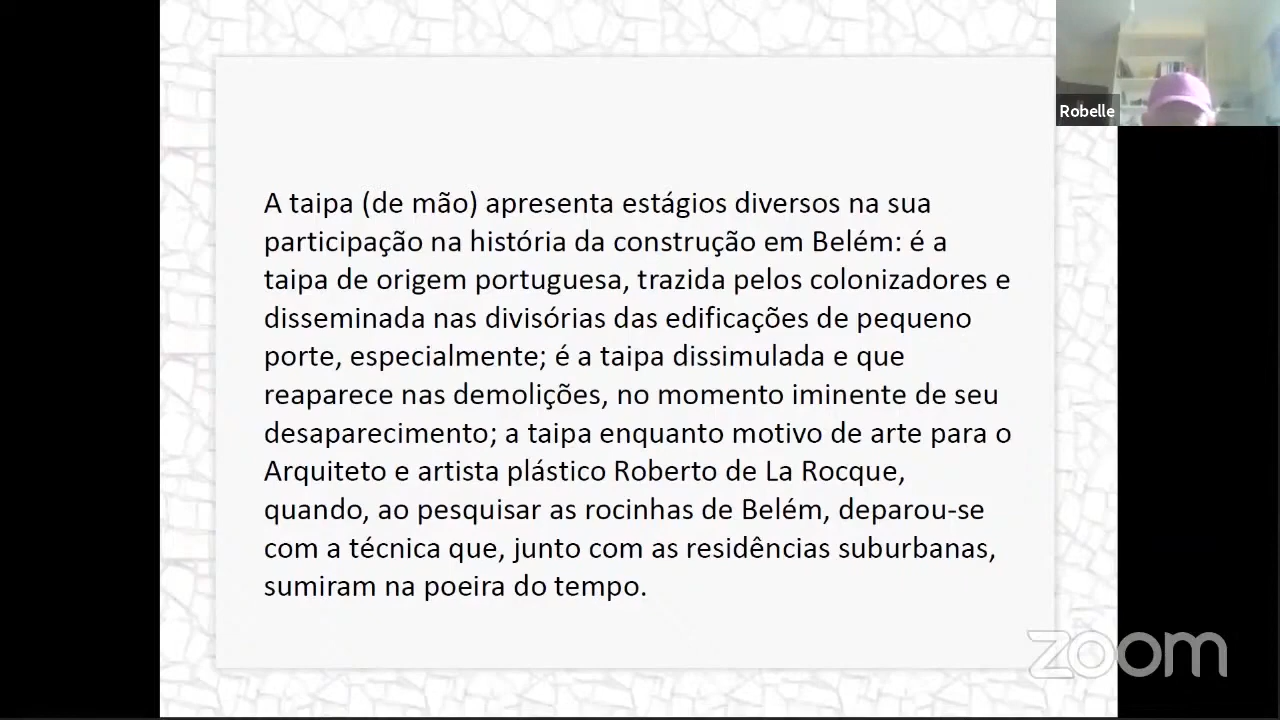 Robelle
A taipa (de mão) apresenta estágios diversos na sua
participação na história da construção em Belém: é a
taipa de origem portuguesa, trazida pelos colonizadores e
disseminada nas divisórias das edificações de pequeno
porte, especialmente; é a taipa dissimulada e que
reaparece nas demolições, no momento iminente de seu
desaparecimento; a taipa enquanto motivo de arte para o
Arquiteto e artista plástico Roberto de La Rocque,
quando, ao pesquisar as rocinhas de Belém, deparou-se
com a técnica que, junto com as residências suburbanas,
sumiram na poeira do tempo.
zoom